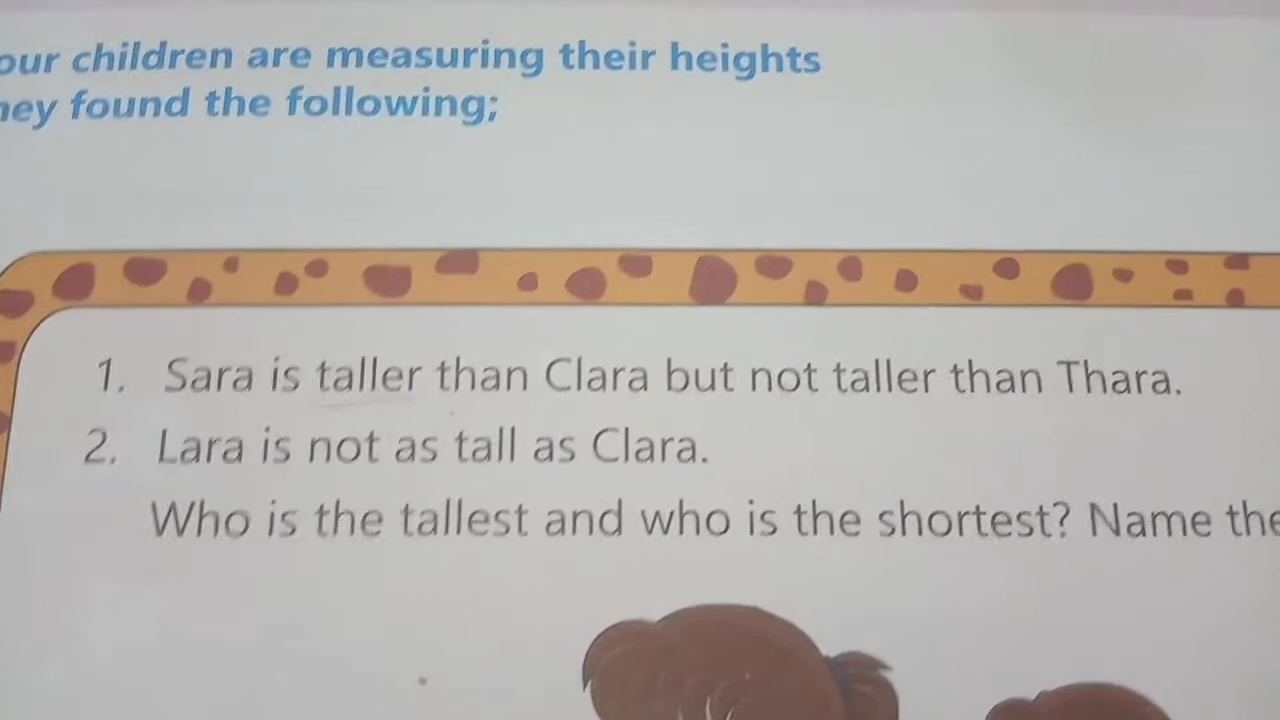 our children are measuring their heights
hey found the following;
1. Sara is taller than Clara but not taller than Thara.
2. Lara is not as tall as Clara.
Who is the tallest and who is the shortest? Name the